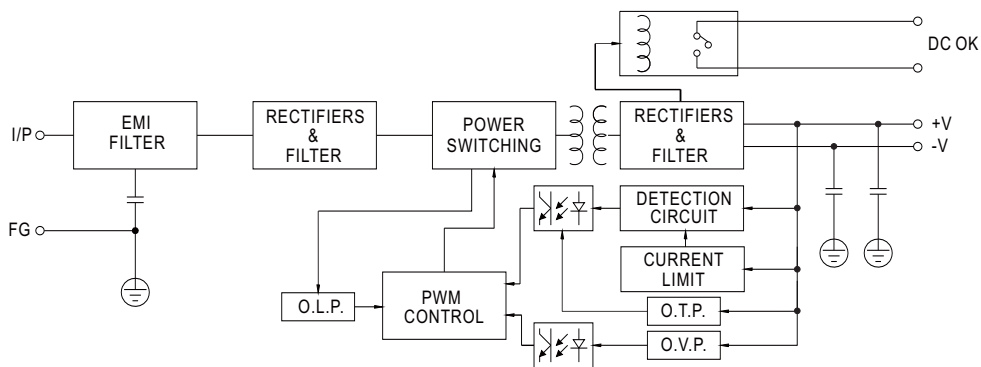 DC OK
I/P
EMI
FILTER
RECTIFIERS
&
FILTER
POWER
SWITCHING
RECTIFIERS
&
FILTER
+V
-V
FG
DETECTION
CIRCUIT
CURRENT
LIMIT
O.L.P.
PWM
CONTROL
O.T.P.
O.V.P.